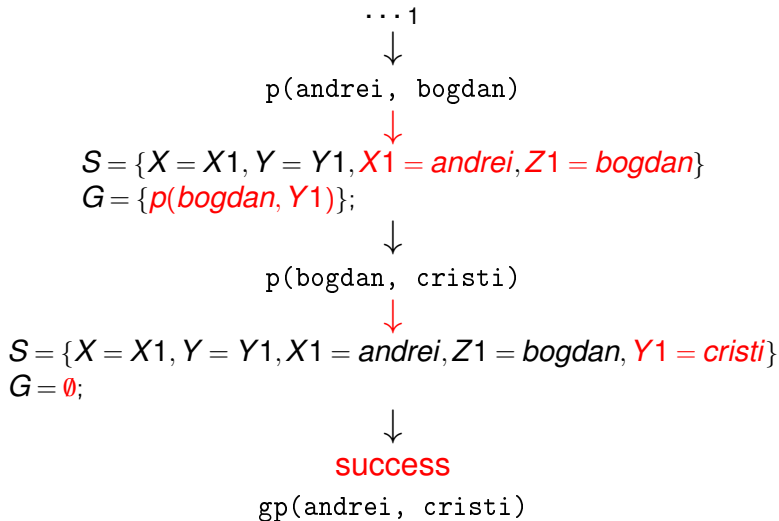 ⋯ 1
p(andrei, bogdan)
S = {X = X1, Y = Y1, X1 = andrei, Z1 = bogdan}
G = {p(bogdan, Y1)};
p(bogdan, cristi)
S = {X = X1, Y = Y1, X1 = andrei, Z1 = bogdan, Y1 = cristi}
G = ∅;
success
gp(andrei, cristi)